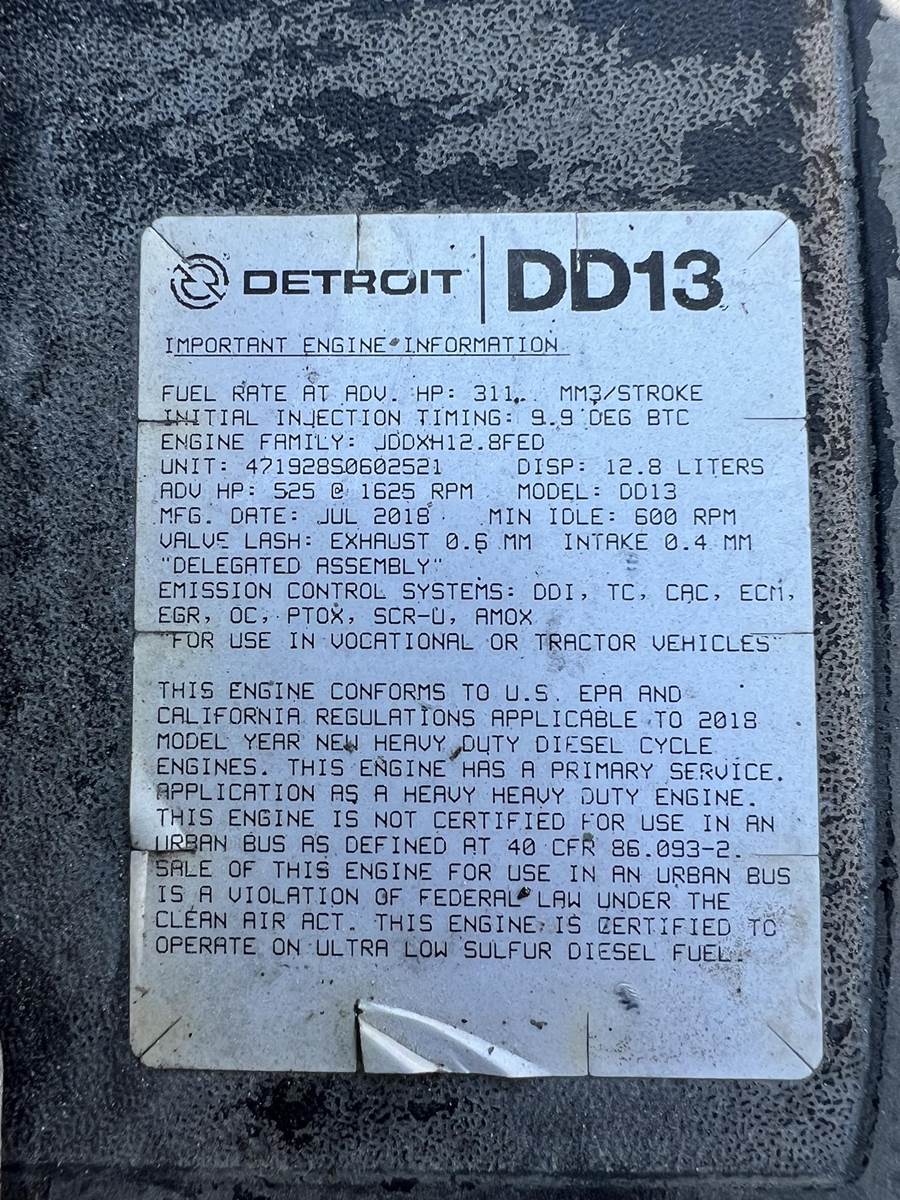 DETROIT | DD13
IMPORTANT ENGINE INFORMATION
FUEL RATE AT ADV. HP: 311. MM3/STROKE
INITIAL INJECTION TIMING: 9.9 DEG BTC
ENGINE FAMILY: JDDXH12.8FED
UNIT: 471928S0602521 DISP: 12.8 LITERS
ADV HP: 525 @ 1625 RPM MODEL: DD13
MFG. DATE: JUL 2018 MIN IDLE: 600 RPM
VALVE LASH: EXHAUST 0.6 MM INTAKE 0.4 MM
"DELEGATED ASSEMBLY"
EMISSION CONTROL SYSTEMS: DDI, TC, CAC, ECM,
EGR, OC, PTOX, SCR-U, AMOX
"FOR USE IN VOCATIONAL OR TRACTOR VEHICLES"
THIS ENGINE CONFORMS TO U.S. EPA AND
CALIFORNIA REGULATIONS APPLICABLE TO 2018
MODEL YEAR NEW HEAVY DUTY DIESEL CYCLE
ENGINES. THIS ENGINE HAS A PRIMARY SERVICE
APPLICATION AS A HEAVY HEAVY DUTY ENGINE.
THIS ENGINE IS NOT CERTIFIED FOR USE IN AN
URBAN BUS AS DEFINED AT 40 CFR 86.093-2.
SALE OF THIS ENGINE FOR USE IN AN URBAN BUS
IS A VIOLATION OF FEDERAL LAW UNDER THE
CLEAN AIR ACT. THIS ENGINE IS CERTIFIED TO
OPERATE ON ULTRA LOW SULFUR DIESEL FUEL.